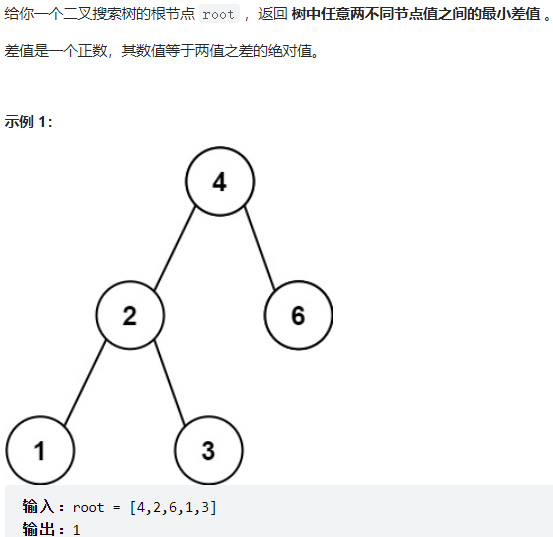 给你一个二叉搜索树的根节点 root ，返回 树中任意两不同节点值之间的最小差值 。
差值是一个正数，其数值等于两值之差的绝对值。
示例 1：
4
2
6
1
3
输入：root = [4,2,6,1,3]
输出：1